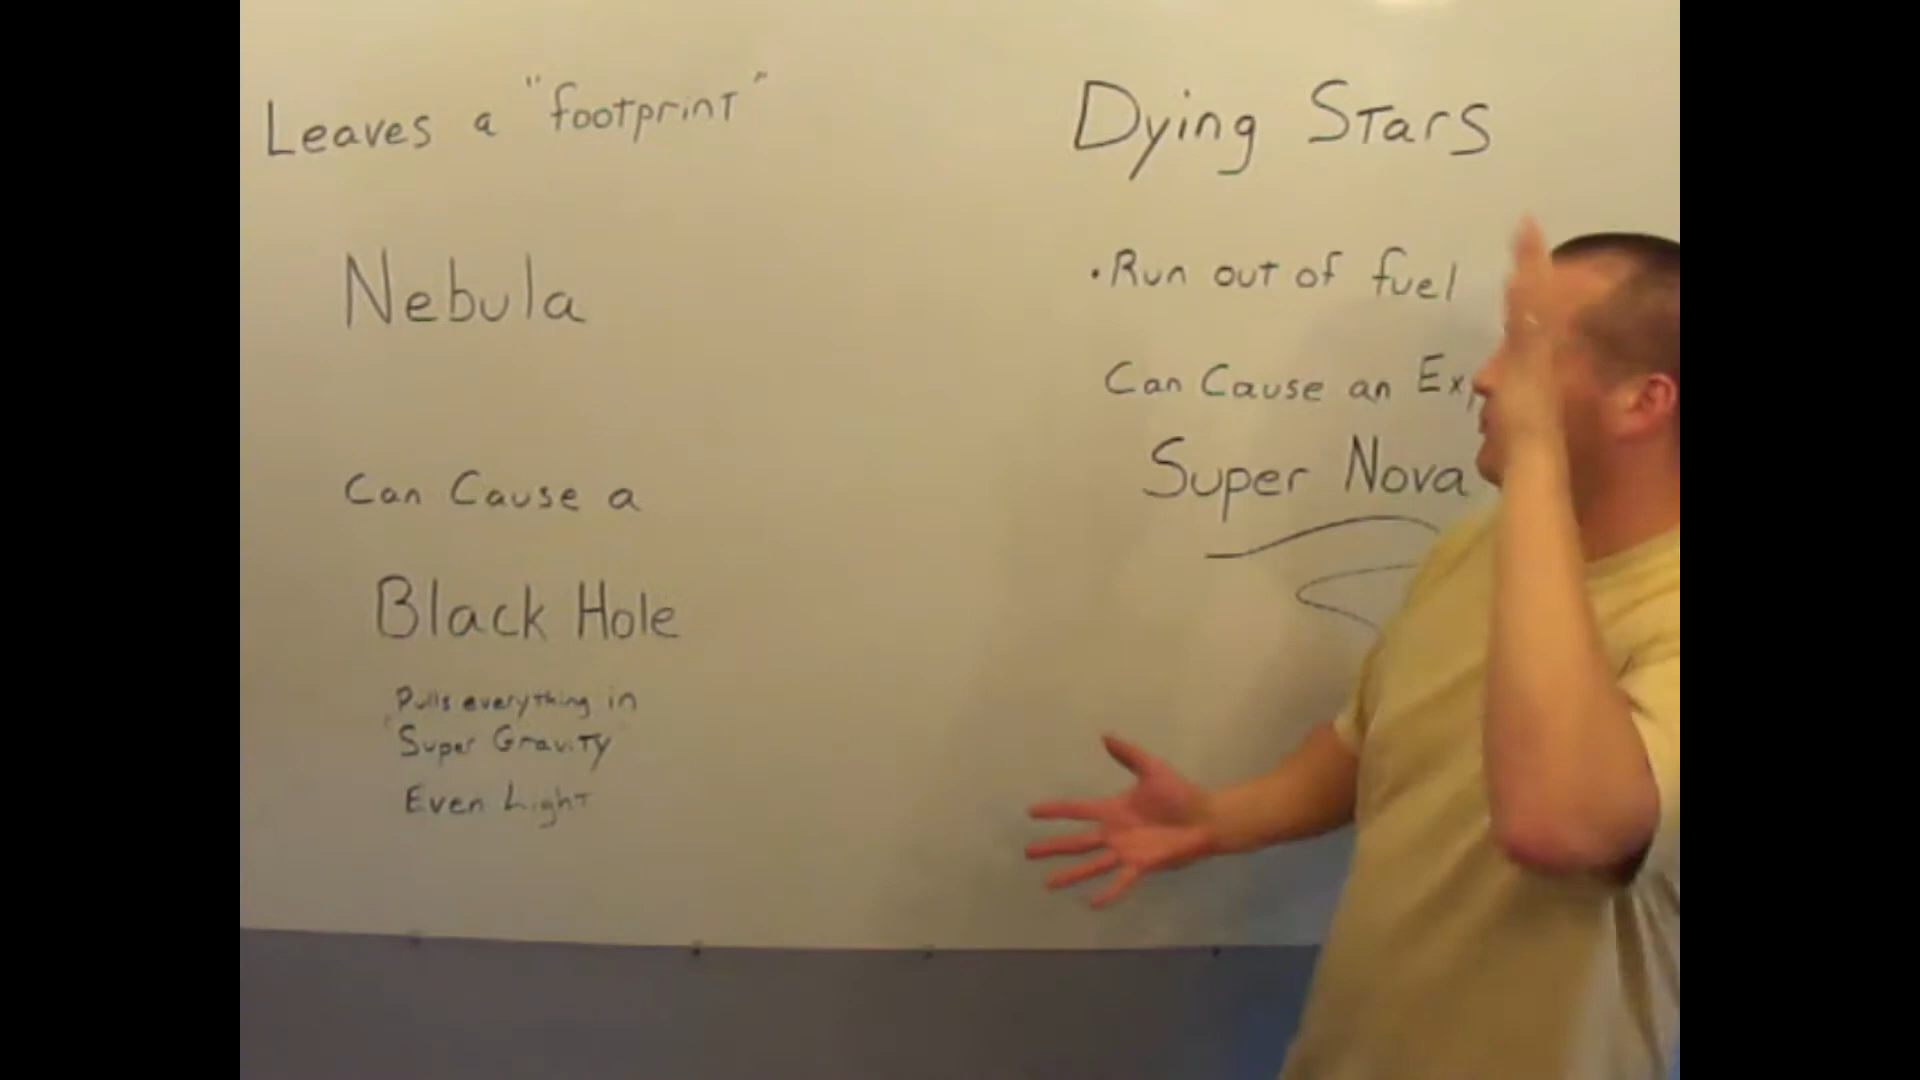 Leaves a "footprint"
Nebula
Can Cause a
Black Hole
Pulls everything in
Super Gravity
Even Light
Dying Stars
• Run out of fuel
Can Cause an
Super Nova